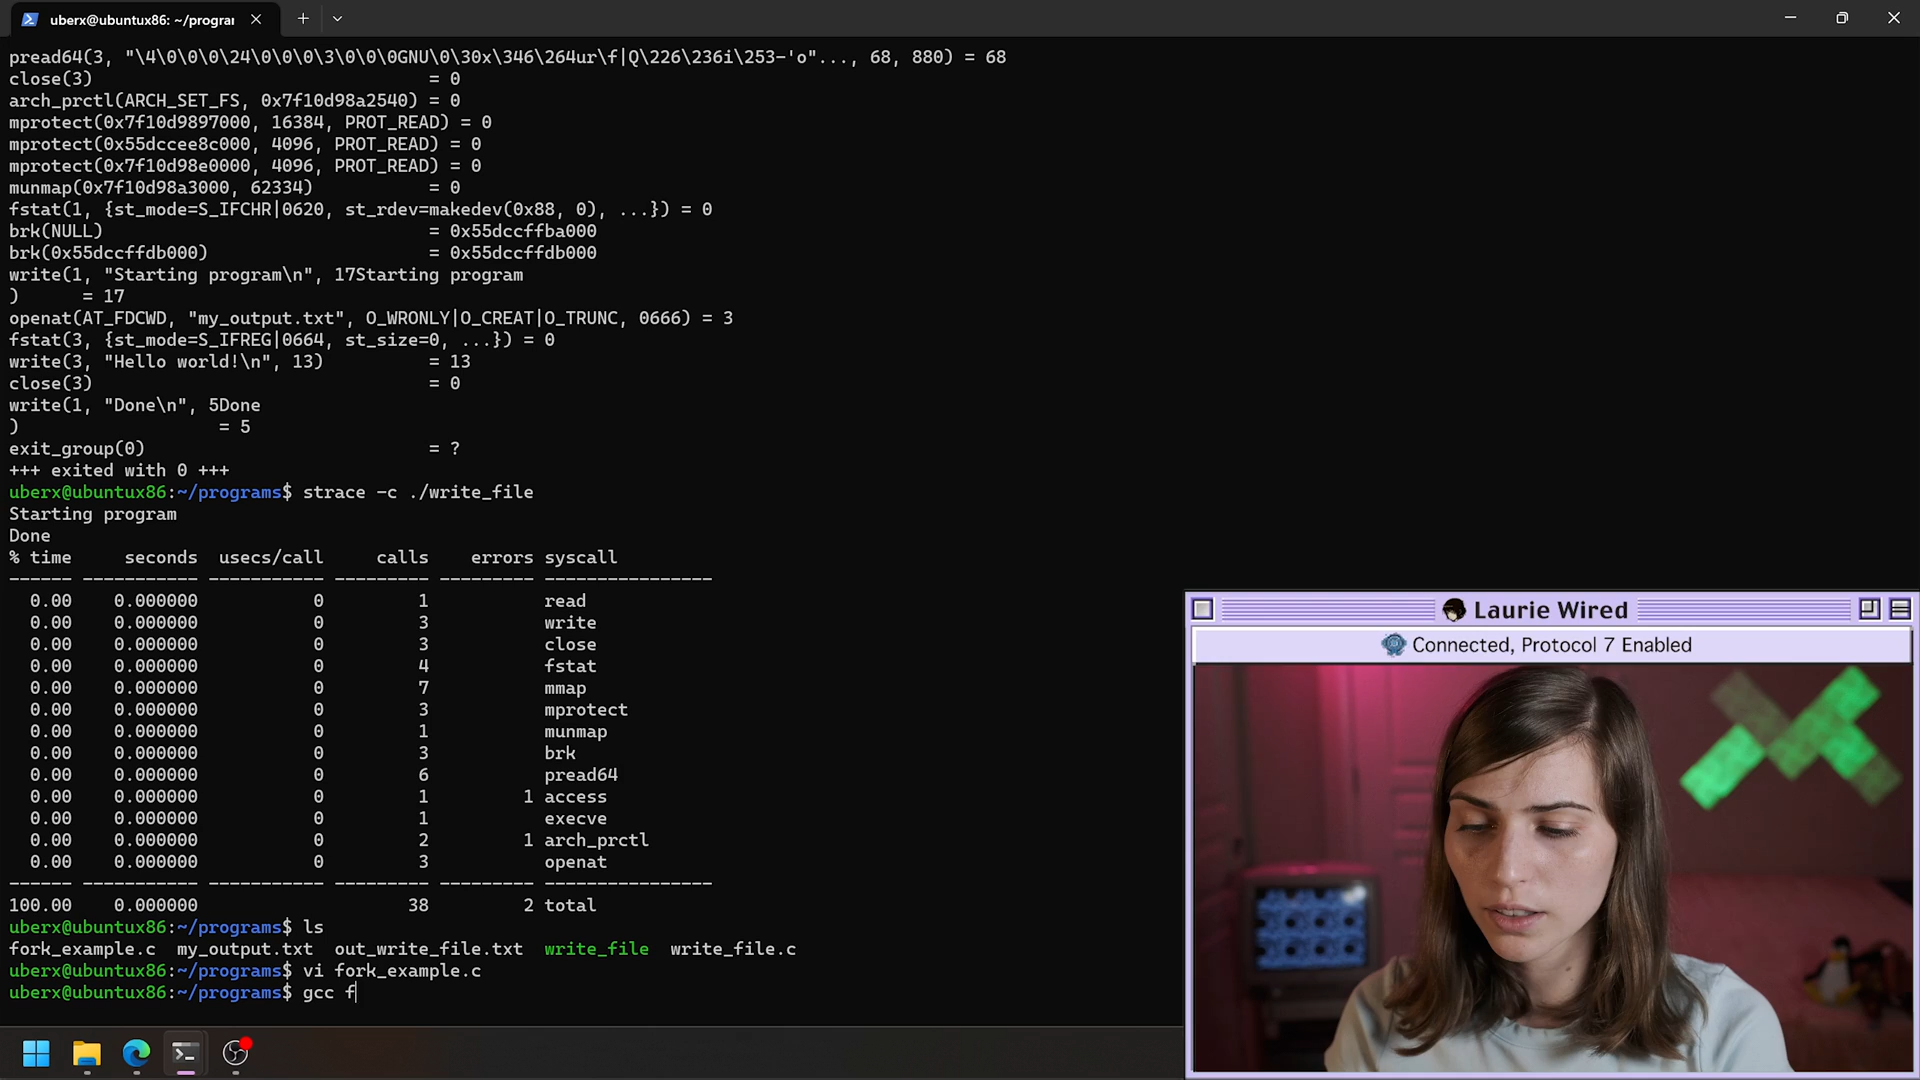 uberx@ubuntux86: ~/prograı
pread64(3, "\4\0\0\0\24\0\0\0\3\0\0\0GNU\0\30x\346\264ur\f|Q\226\236i\253-'o"..., 68, 880) = 68
close(3) = 0
arch_prctl(ARCH_SET_FS, 0x7f10d98a2540) = 0
mprotect(0x7f10d9897000, 16384, PROT_READ) = 0
mprotect(0x55dccee8c000, 4096, PROT_READ) = 0
mprotect(0x7f10d98e0000, 4096, PROT_READ) = 0
munmap(0x7f10d98a3000, 62334) = 0
fstat(1, {st_mode=S_IFCHR|0620, st_rdev=makedev(0x88, 0), ...}) = 0
brk(NULL) = 0x55dccffba000
brk(0x55dccffdb000) = 0x55dccffdb000
write(1, "Starting program\n", 17Starting program
) = 17
openat(AT_FDCWD, "my_output.txt", O_WRONLY|O_CREAT|O_TRUNC, 0666) = 3
fstat(3, {st_mode=S_IFREG|0664, st_size=0, ...}) = 0
write(3, "Hello world!\n", 13) = 13
close(3) = 0
write(1, "Done\n", 5Done
) = 5
exit_group(0) = ?
+++ exited with 0 +++
uberx@ubuntux86:~/programs$ strace -c ./write_file
Starting program
Done
% time seconds usecs/call calls errors syscall
------ ----------- ----------- --------- --------- ----------------
0.00 0.000000 0 1 read
0.00 0.000000 0 3 write
0.00 0.000000 0 3 close
0.00 0.000000 0 4 fstat
0.00 0.000000 0 7 mmap
0.00 0.000000 0 3 mprotect
0.00 0.000000 0 1 munmap
0.00 0.000000 0 3 brk
0.00 0.000000 0 6 pread64
0.00 0.000000 0 1 1 access
0.00 0.000000 0 1 execve
0.00 0.000000 0 2 1 arch_prctl
0.00 0.000000 0 3 openat
------ ----------- ----------- --------- --------- ----------------
100.00 0.000000 38 2 total
uberx@ubuntux86:~/programs$ ls
fork_example.c my_output.txt out_write_file.txt write_file write_file.c
uberx@ubuntux86:~/programs$ vi fork_example.c
uberx@ubuntux86:~/programs$ gcc f
Laurie Wired
Connected, Protocol 7 Enabled